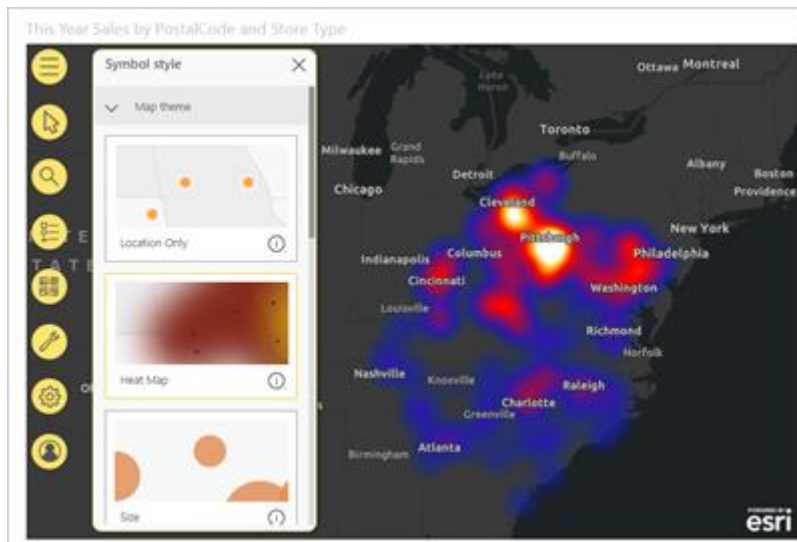 This Year Sales by PostalCode and Store Type
Symbol style
Map theme
Location Only
Heat Map
Size
Ottawa Montreal
Toronto
Milwaukee Grand Rapids
Buffalo
Albany
Detroit
Boston
Chicago
Providence
Cleveland
New York
Pittsburgh
Columbus
Philadelphia
Indianapolis
Cincinnati
Washington
Louisville
Richmond
Norfolk
Nashville
Knoxville
Raleigh
Charlotte
Greenville
Birmingham
Atlanta
POWERED BY
esri